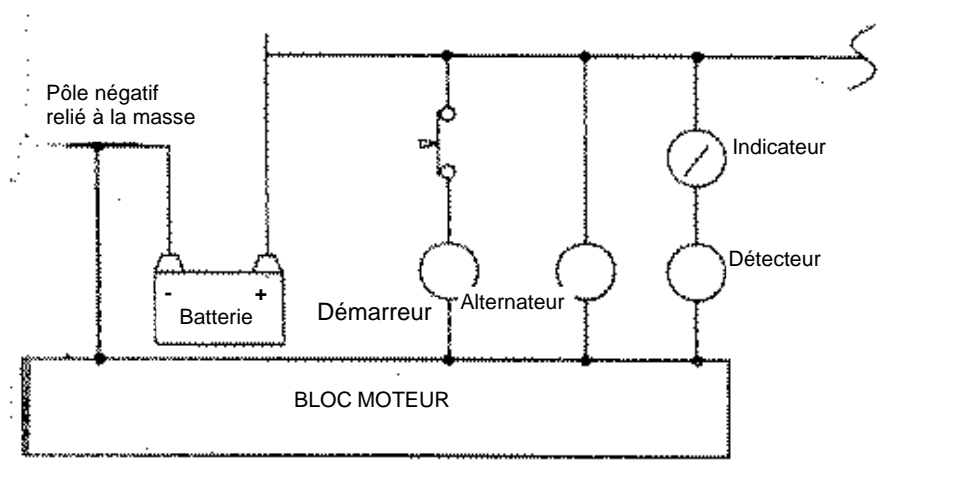 Pôle négatif
relié à la masse
Indicateur
Détecteur
- +
Batterie
Démarreur
Alternateur
BLOC MOTEUR